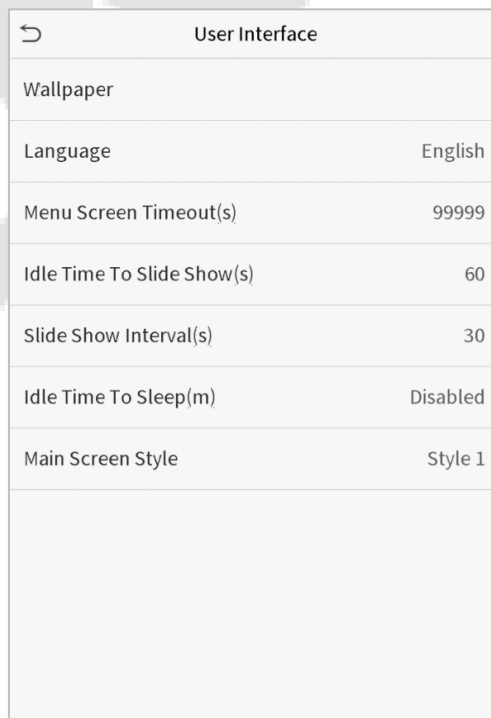 User Interface
Wallpaper
Language English
Menu Screen Timeout(s) 99999
Idle Time To Slide Show(s) 60
Slide Show Interval(s) 30
Idle Time To Sleep(m) Disabled
Main Screen Style Style 1